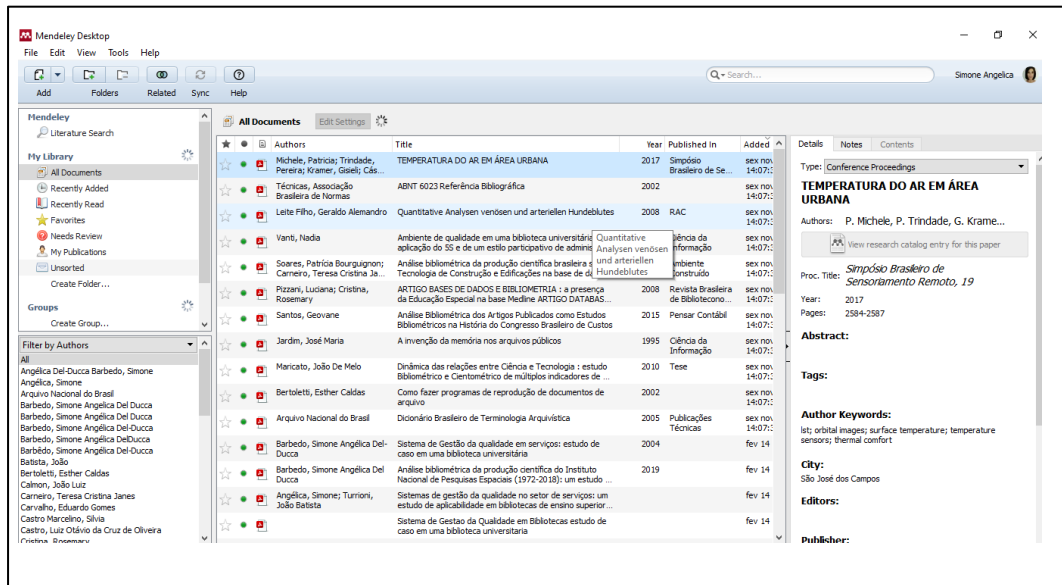 Mendeley Desktop
File Edit View Tools Help
Search...
Simone Angelica
Add Folders Related Sync Help
Mendeley
Literature Search
My Library
All Documents
Recently Added
Recently Read
Favorites
Needs Review
My Publications
Unsorted
Create Folder...
Groups
Create Group...
Filter by Authors
All
Angélica Del-Ducca Barbedo, Simone
Angélica, Simone
Arquivo Nacional do Brasil
Barbedo, Simone Angelica Del Ducca
Barbedo, Simone Angélica Del Ducca
Barbedo, Simone Angelica Del-Ducca
Barbedo, Simone Angélica DelDucca
Barbêdo, Simone Angélica Del-Ducca
Batista, João
Bertoletti, Esther Caldas
Calmon, João Luiz
Carneiro, Teresa Cristina Janes
Carvalho, Eduardo Gomes
Castro Marcelino, Silvia
Castro, Luiz Otávio da Cruz de Oliveira
Cristina, Rosemary
All Documents Edit Settings
Authors Title Year Published In Added
Michele, Patricia; Trindade, TEMPERATURA DO AR EM ÁREA URBANA 2017 Simpósio sex nov
Pereira; Kramer, Gisieli; Cás... Brasileiro de Se... 14:07:3
Técnicas, Associação ABNT 6023 Referência Bibliográfica 2002 sex nov
Brasileira de Normas 14:07:3
Leite Filho, Geraldo Alemandro Quantitative Analysen venösen und arteriellen Hundeblutes 2008 RAC sex nov
14:07:3
Vanti, Nadia Ambiente de qualidade em uma biblioteca universitária Ciência da sex nov
aplicação do 5S e de um estilo participativo de adminis Informação 14:07:3
Quantitative
Analysen venösen
und arteriellen
Hundeblutes
Soares, Patrícia Bourguignon; Análise bibliométrica da produção científica brasileira s Ambiente sex nov
Carneiro, Teresa Cristina Ja... Tecnologia de Construção e Edificações na base de da Construído 14:07:3
Pizzani, Luciana; Cristina, ARTIGO BASES DE DADOS E BIBLIOMETRIA : a presença 2008 Revista Brasileira sex nov
Rosemary da Educação Especial na base Medline ARTIGO DATABAS... de Bibliotecono... 14:07:3
Santos, Geovane Análise Bibliométrica dos Artigos Publicados como Estudos 2015 Pensar Contábil sex nov
Bibliométricos na História do Congresso Brasileiro de Custos 14:07:3
Jardim, José Maria A invenção da memória nos arquivos públicos 1995 Ciência da sex nov
Informação 14:07:3
Maricato, João De Melo Dinâmica das relações entre Ciência e Tecnologia : estudo 2010 Tese sex nov
Bibliométrico e Cientométrico de múltiplos indicadores de ... 14:07:3
Bertoletti, Esther Caldas Como fazer programas de reprodução de documentos de 2002 sex nov
arquivo 14:07:3
Arquivo Nacional do Brasil Dicionário Brasileiro de Terminologia Arquivística 2005 Publicações sex nov
Técnicas 14:07:3
Barbedo, Simone Angélica Del- Sistema de Gestão da qualidade em serviços: estudo de 2004 fev 14
Ducca caso em uma biblioteca universitária
Barbedo, Simone Angélica Del Análise bibliométrica da produção científica do Instituto 2019 fev 14
Ducca Nacional de Pesquisas Espaciais (1972-2018): um estudo ...
Angélica, Simone; Turrioni, Sistemas de gestão da qualidade no setor de serviços: um fev 14
João Batista estudo de aplicabilidade em bibliotecas de ensino superior...
Sistema de Gestao da Qualidade em Bibliotecas estudo de fev 14
caso em uma biblioteca universitaria
Details Notes Contents
Type: Conference Proceedings
TEMPERATURA DO AR EM ÁREA
URBANA
Authors: P. Michele, P. Trindade, G. Krame...
View research catalog entry for this paper
Proc. Title: Simpósio Brasileiro de
Sensoriamento Remoto, 19
Year: 2017
Pages: 2584-2587
Abstract:
Tags:
Author Keywords:
lst; orbital images; surface temperature; temperature
sensors; thermal comfort
City:
São José dos Campos
Editors:
Publisher: